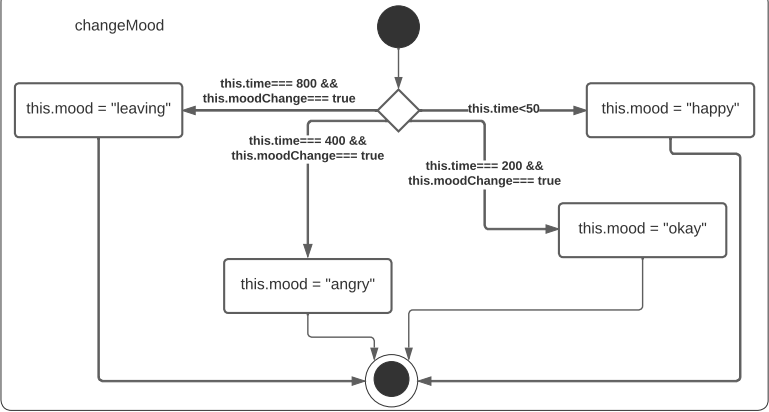 changeMood
this.time=== 800 &&
this.moodChange=== true
this.mood = "leaving"
this.time<50
this.mood = "happy"
this.time=== 400 &&
this.moodChange=== true
this.time=== 200 &&
this.moodChange=== true
this.mood = "okay"
this.mood = "angry"